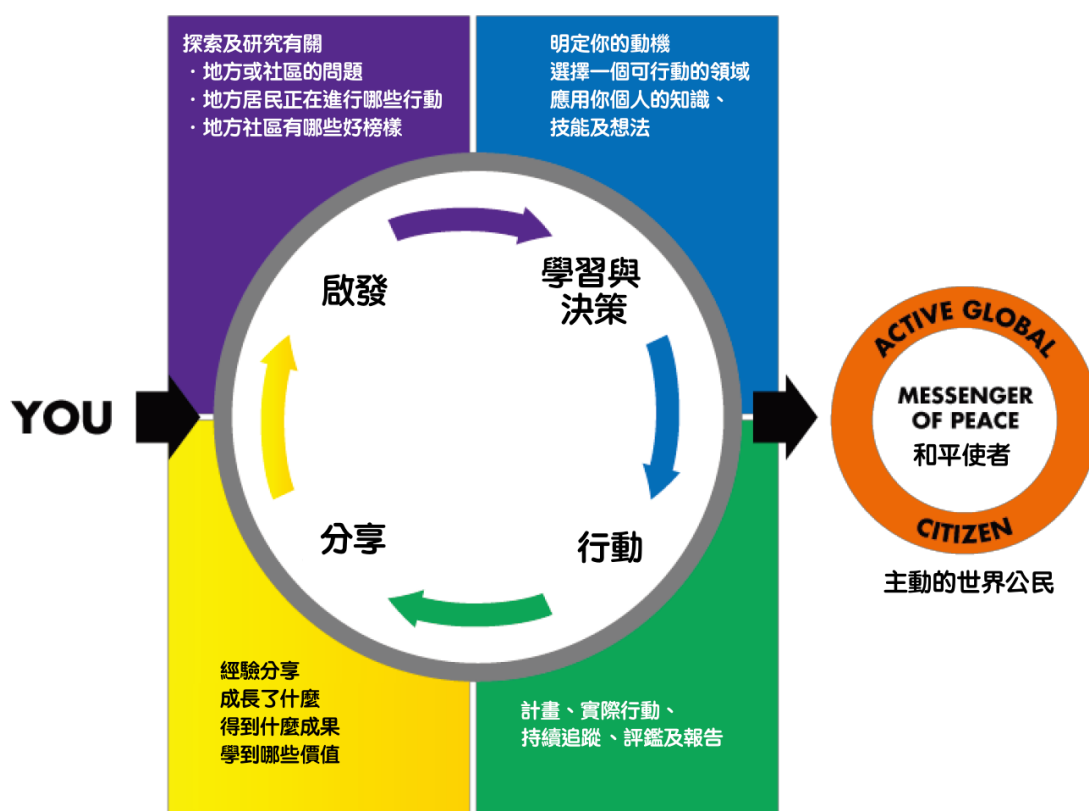 探索及研究有關
·地方或社區的問題
·地方居民正在進行哪些行動
·地方社區有哪些好榜樣
明定你的動機
選擇一個可行動的領域
應用你個人的知識、
技能及想法
啟發
學習與
決策
YOU
分享
行動
經驗分享
成長了什麼
得到什麼成果
學到哪些價值
計畫、實際行動、
持續追蹤、評鑑及報告
ACTIVE GLOBAL
MESSENGER
OF PEACE
和平使者
CITIZEN
主動的世界公民